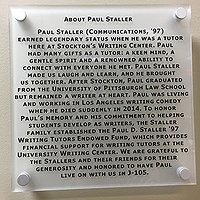 ABOUT PAUL STALLER
PAUL STALLER (COMMUNICATIONS, '97)
EARNED LEGENDARY STATUS WHEN HE WAS A TUTOR
HERE AT STOCKTON'S WRITING CENTER. PAUL
HAD MANY GIFTS AS A TUTOR: A KEEN MIND, A
GENTLE SPIRIT AND A RENOWNED ABILITY TO
CONNECT WITH EVERYONE HE MET. PAUL STALLER
MADE US LAUGH AND LEARN, AND HE BROUGHT
US TOGETHER. AFTER STOCKTON, PAUL GRADUATED
FROM THE UNIVERSITY OF PITTSBURGH LAW SCHOOL
BUT REMAINED A WRITER AT HEART. PAUL WAS LIVING
AND WORKING IN LOS ANGELES WRITING COMEDY
WHEN HE DIED SUDDENLY IN 2014. TO HONOR
PAUL'S MEMORY AND HIS COMMITMENT TO HELPING
STUDENTS DEVELOP AS WRITERS, THE STALLER
FAMILY ESTABLISHED THE PAUL D. STALLER '97
WRITING TUTORS ENDOWED FUND, WHICH PROVIDES
FINANCIAL SUPPORT FOR WRITING TUTORS AT THE
UNIVERSITY WRITING CENTER. WE ARE GRATEFUL TO
THE STALLERS AND THEIR FRIENDS FOR THEIR
GENEROSITY AND HONORED TO HAVE PAUL
LIVE ON WITH US IN J-105.